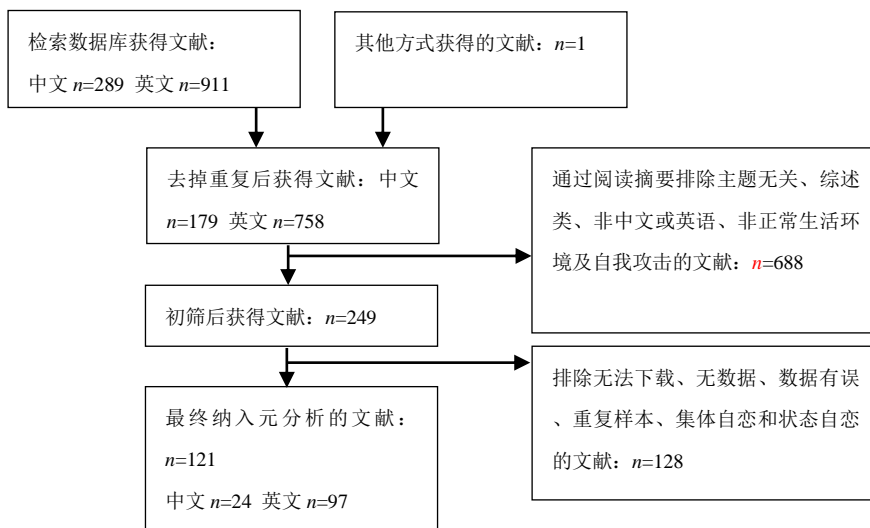 检索数据库获得文献：
中文 n=289 英文 n=911
其他方式获得的文献：n=1
去掉重复后获得文献：中文
n=179 英文 n=758
通过阅读摘要排除主题无关、综述
类、非中文或英语、非正常生活环
境及自我攻击的文献：n=688
初筛后获得文献：n=249
排除无法下载、无数据、数据有误
、重复样本、集体自恋和状态自恋
的文献：n=128
最终纳入元分析的文献：
n=121
中文 n=24 英文 n=97